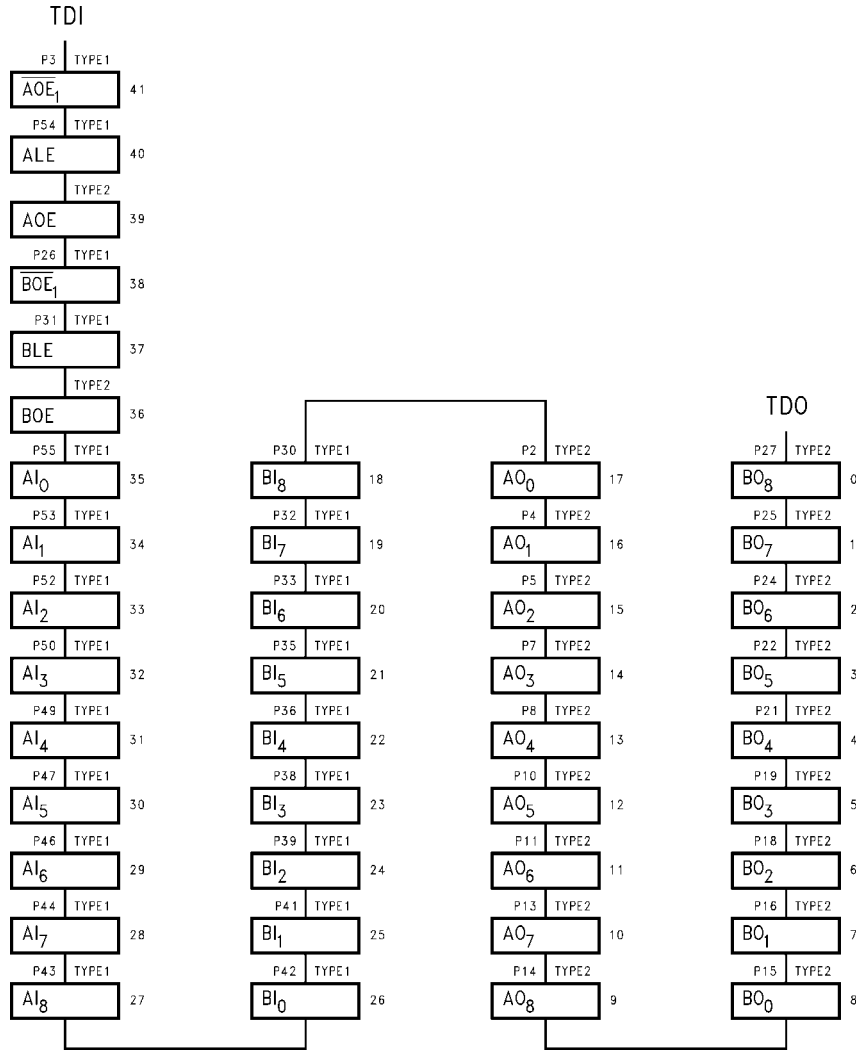 TDI
P3 TYPE1
AOE1 41
P54 TYPE1
ALE 40
TYPE2
AOE 39
P26 TYPE1
BOE1 38
P31 TYPE1
BLE 37
TYPE2
BOE 36
TDO
P55 TYPE1 P30 TYPE1 P2 TYPE2 P27 TYPE2
AI0 35 BI8 18 AO0 17 BO8 0
P53 TYPE1 P32 TYPE1 P4 TYPE2 P25 TYPE2
AI1 34 BI7 19 AO1 16 BO7 1
P52 TYPE1 P33 TYPE1 P5 TYPE2 P24 TYPE2
AI2 33 BI6 20 AO2 15 BO6 2
P50 TYPE1 P35 TYPE1 P7 TYPE2 P22 TYPE2
AI3 32 BI5 21 AO3 14 BO5 3
P49 TYPE1 P36 TYPE1 P8 TYPE2 P21 TYPE2
AI4 31 BI4 22 AO4 13 BO4 4
P47 TYPE1 P38 TYPE1 P10 TYPE2 P19 TYPE2
AI5 30 BI3 23 AO5 12 BO3 5
P46 TYPE1 P39 TYPE1 P11 TYPE2 P18 TYPE2
AI6 29 BI2 24 AO6 11 BO2 6
P44 TYPE1 P41 TYPE1 P13 TYPE2 P16 TYPE2
AI7 28 BI1 25 AO7 10 BO1 7
P43 TYPE1 P42 TYPE1 P14 TYPE2 P15 TYPE2
AI8 27 BI0 26 AO8 9 BO0 8